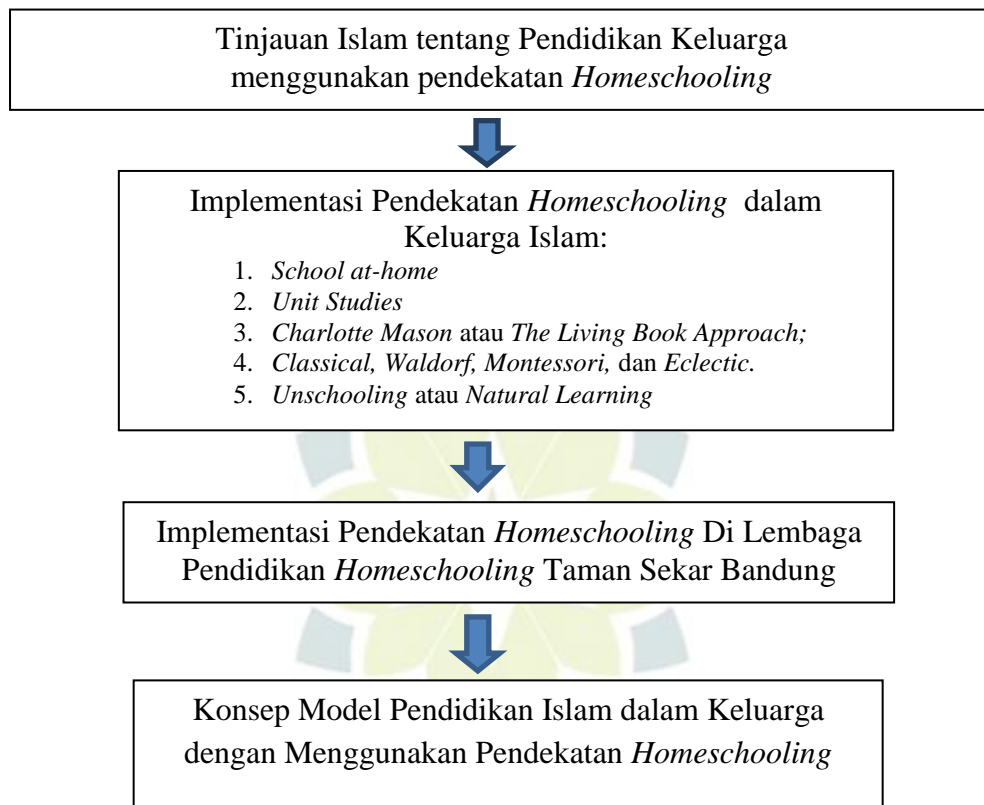 Tinjauan Islam tentang Pendidikan Keluarga
menggunakan pendekatan Homeschooling
Implementasi Pendekatan Homeschooling dalam
Keluarga Islam:
1. School at-home
2. Unit Studies
3. Charlotte Mason atau The Living Book Approach;
4. Classical, Waldorf, Montessori, dan Eclectic.
5. Unschooling atau Natural Learning
Implementasi Pendekatan Homeschooling Di Lembaga
Pendidikan Homeschooling Taman Sekar Bandung
Konsep Model Pendidikan Islam dalam Keluarga
dengan Menggunakan Pendekatan Homeschooling